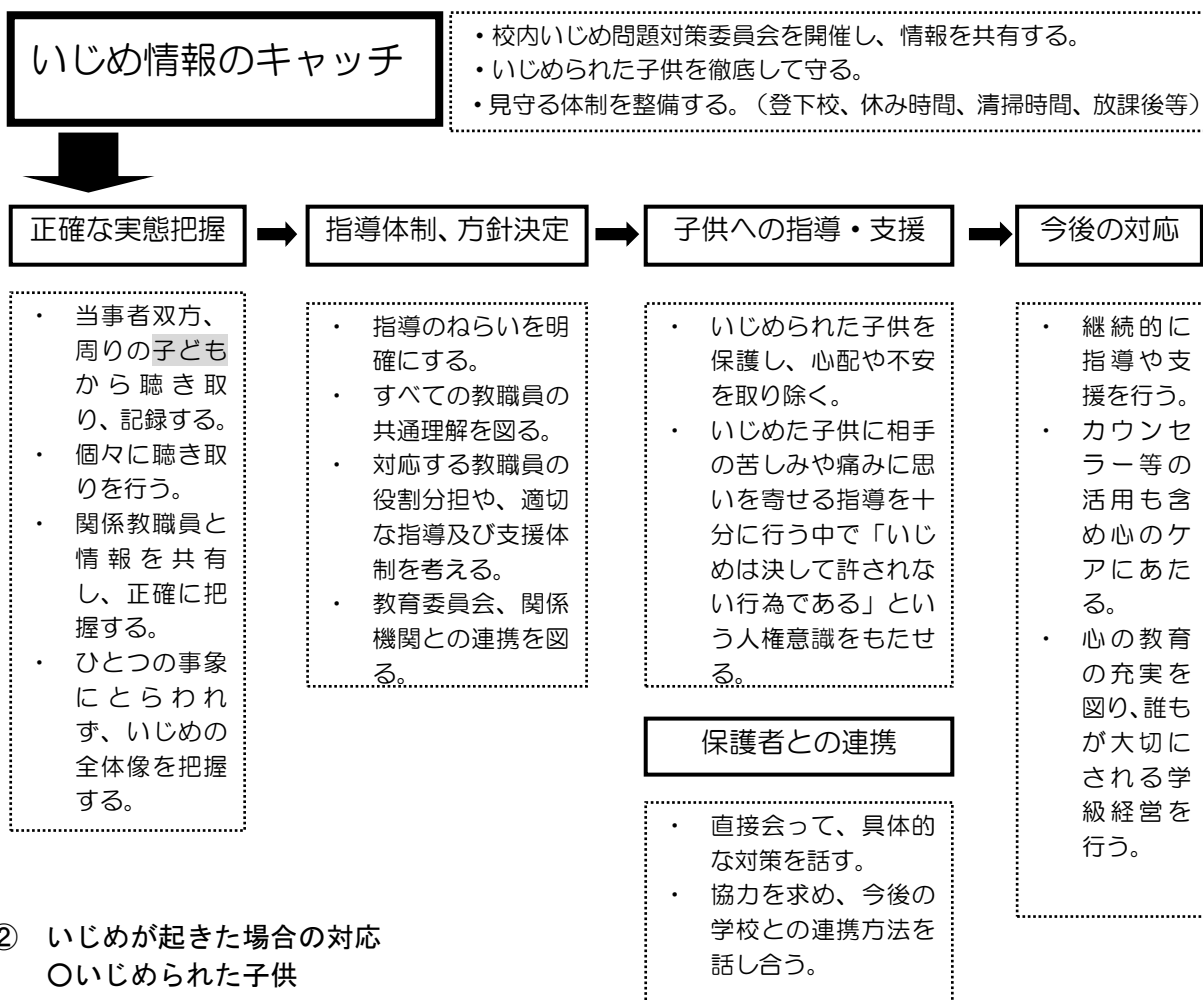 いじめ情報のキャッチ
・校内いじめ問題対策委員会を開催し、情報を共有する。
・いじめられた子供を徹底して守る。
・見守る体制を整備する。（登下校、休み時間、清掃時間、放課後等）
正確な実態把握
指導体制、方針決定
子供への指導・支援
今後の対応
・ 当事者双方、
周りの子ども
から聴き取
り、記録する。
・ 個々に聴き取
りを行う。
・ 関係教職員と
情報を共有
し、正確に把
握する。
・ ひとつの事象
にとらわれ
ず、いじめの
全体像を把握
する。
・ 指導のねらいを明
確にする。
・ すべての教職員の
共通理解を図る。
・ 対応する教職員の
役割分担や、適切
な指導及び支援体
制を考える。
・ 教育委員会、関係
機関との連携を図
る。
・ いじめられた子供を
保護し、心配や不安
を取り除く。
・ いじめた子供に相手
の苦しみや痛みに思
いを寄せる指導を十
分に行う中で「いじ
めは決して許されな
い行為である」とい
う人権意識をもたせ
る。
保護者との連携
・ 直接会って、具体的
な対策を話す。
・ 協力を求め、今後の
学校との連携方法を
話し合う。
・ 継続的に
指導や支
援を行う。
・ カウンセ
ラー等の
活用も含
め心のケ
アにあた
る。
・ 心の教育
の充実を
図り、誰も
が大切に
される学
級経営を
行う。
② いじめが起きた場合の対応
〇いじめられた子供